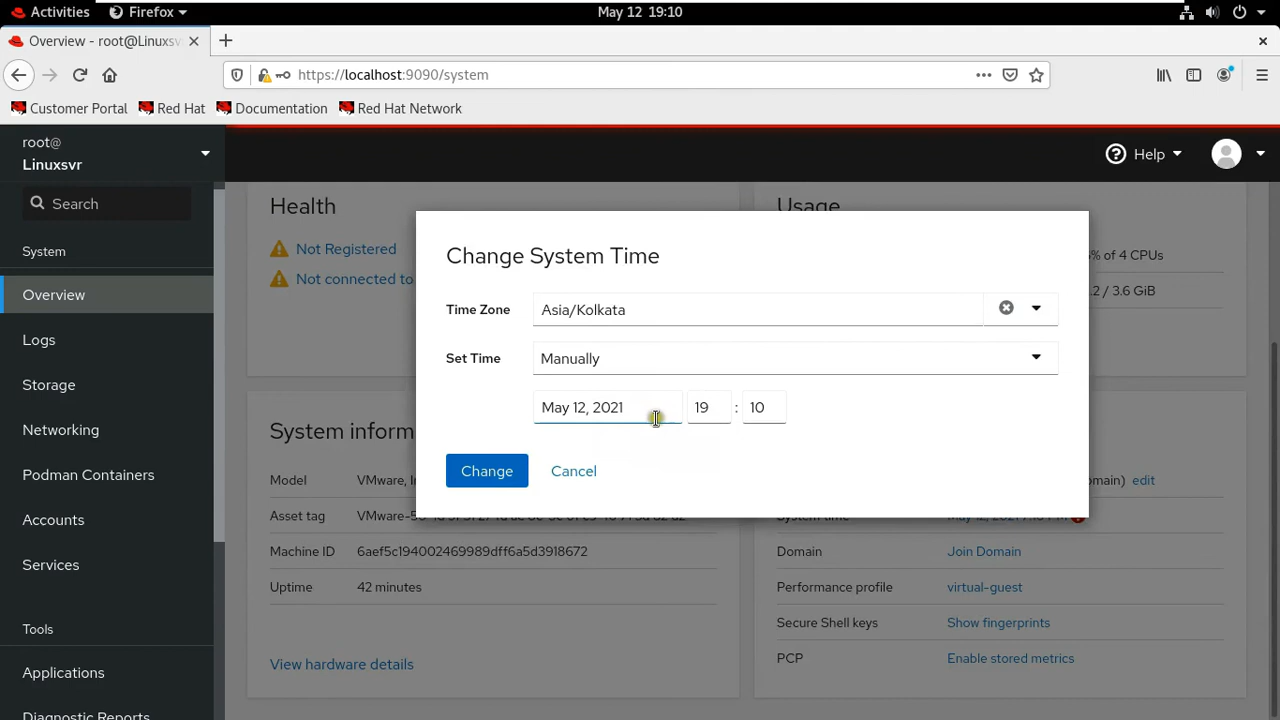 Activities
Firefox
May 12 19:10
Overview - root@Linuxsv
https://localhost:9090/system
Customer Portal
Red Hat
Documentation
Red Hat Network
root@
Linuxsvr
Help
Search
System
Overview
Logs
Storage
Networking
Podman Containers
Accounts
Services
Tools
Applications
Diagnostic Reports
Health
Not Registered
Not connected to
Usage
% of 4 CPUs
.2 / 3.6 GiB
Change System Time
Time Zone
Asia/Kolkata
Set Time
Manually
May 12, 2021
19 : 10
Change
Cancel
System inform
Model
VMware, In
Asset tag
Machine ID
6aef5c194002469989dff6a5d3918672
Uptime
42 minutes
View hardware details
omain) edit
Domain
Join Domain
Performance profile
virtual-guest
Secure Shell keys
Show fingerprints
PCP
Enable stored metrics